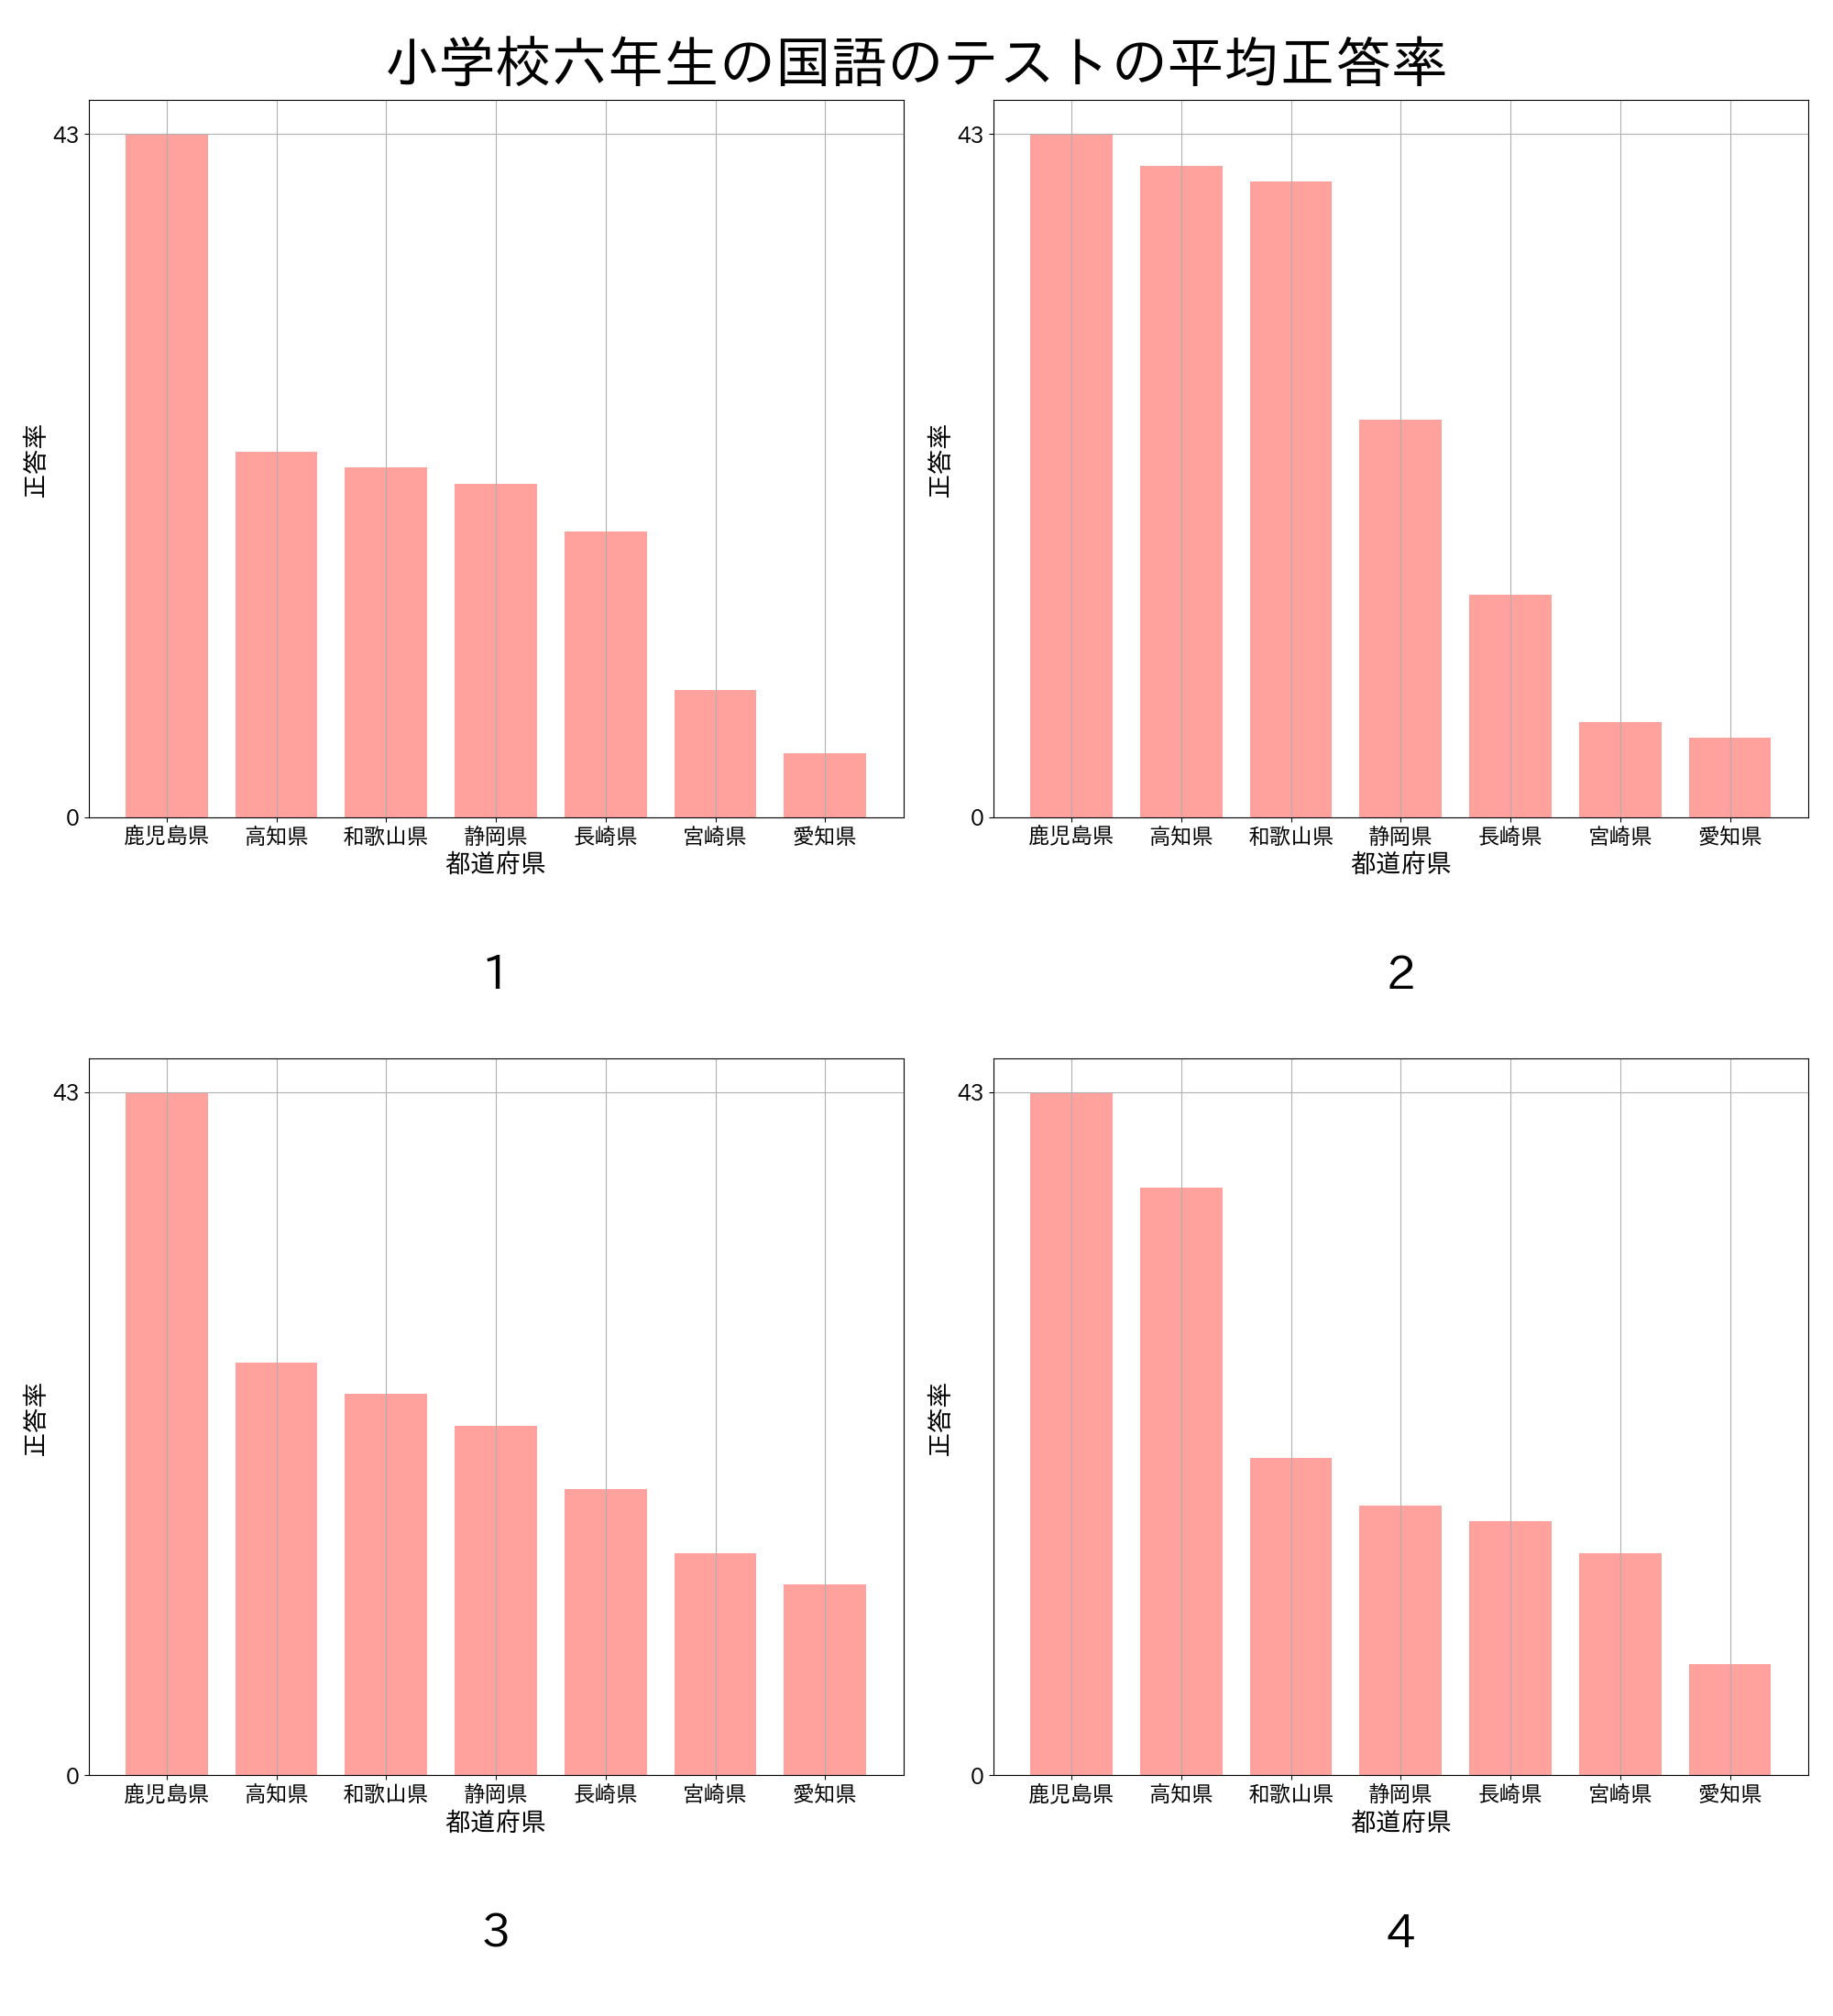 小学校六年生の国語のテストの平均正答率
43
正答率
0
鹿児島県 高知県 和歌山県 静岡県 長崎県 宮崎県 愛知県
都道府県
1
43
正答率
0
鹿児島県 高知県 和歌山県 静岡県 長崎県 宮崎県 愛知県
都道府県
2
43
正答率
0
鹿児島県 高知県 和歌山県 静岡県 長崎県 宮崎県 愛知県
都道府県
3
43
正答率
0
鹿児島県 高知県 和歌山県 静岡県 長崎県 宮崎県 愛知県
都道府県
4